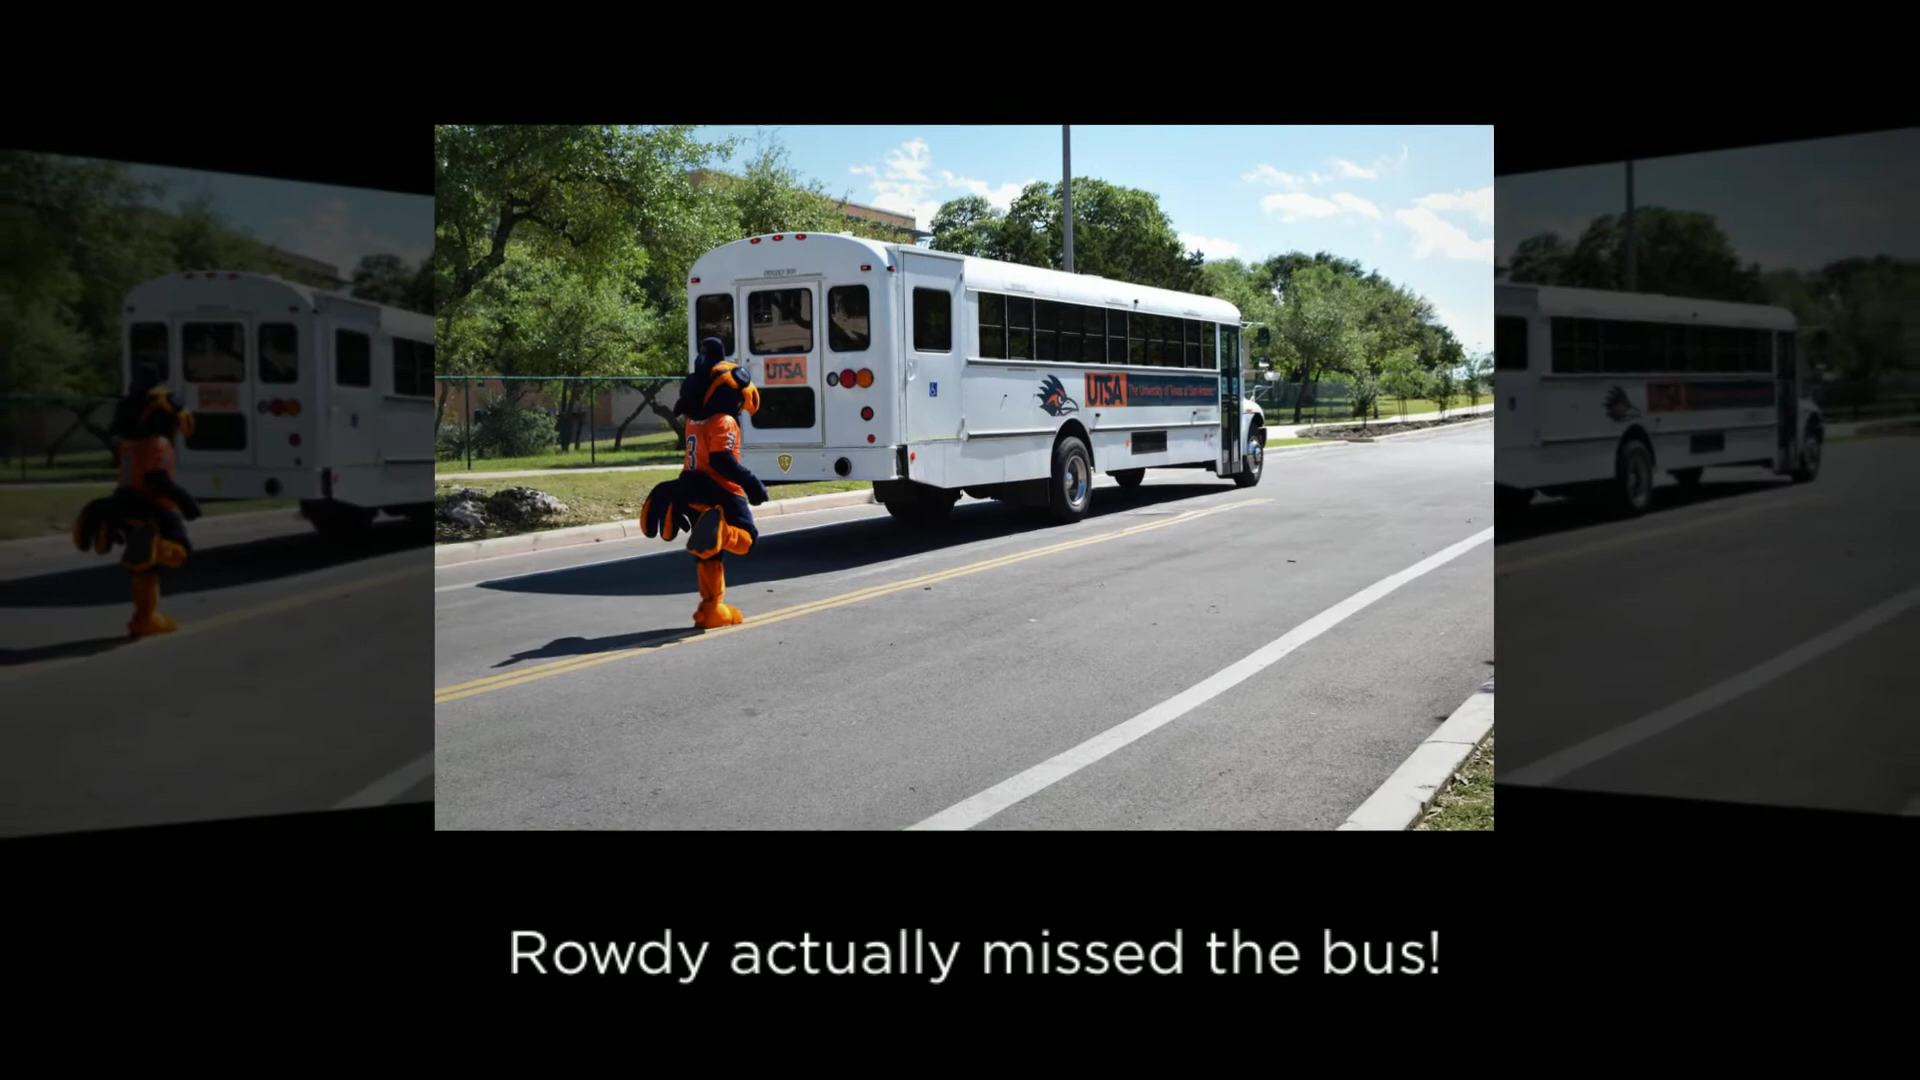 UTSA
UTSA The University of Texas at San Antonio
3
Rowdy actually missed the bus!